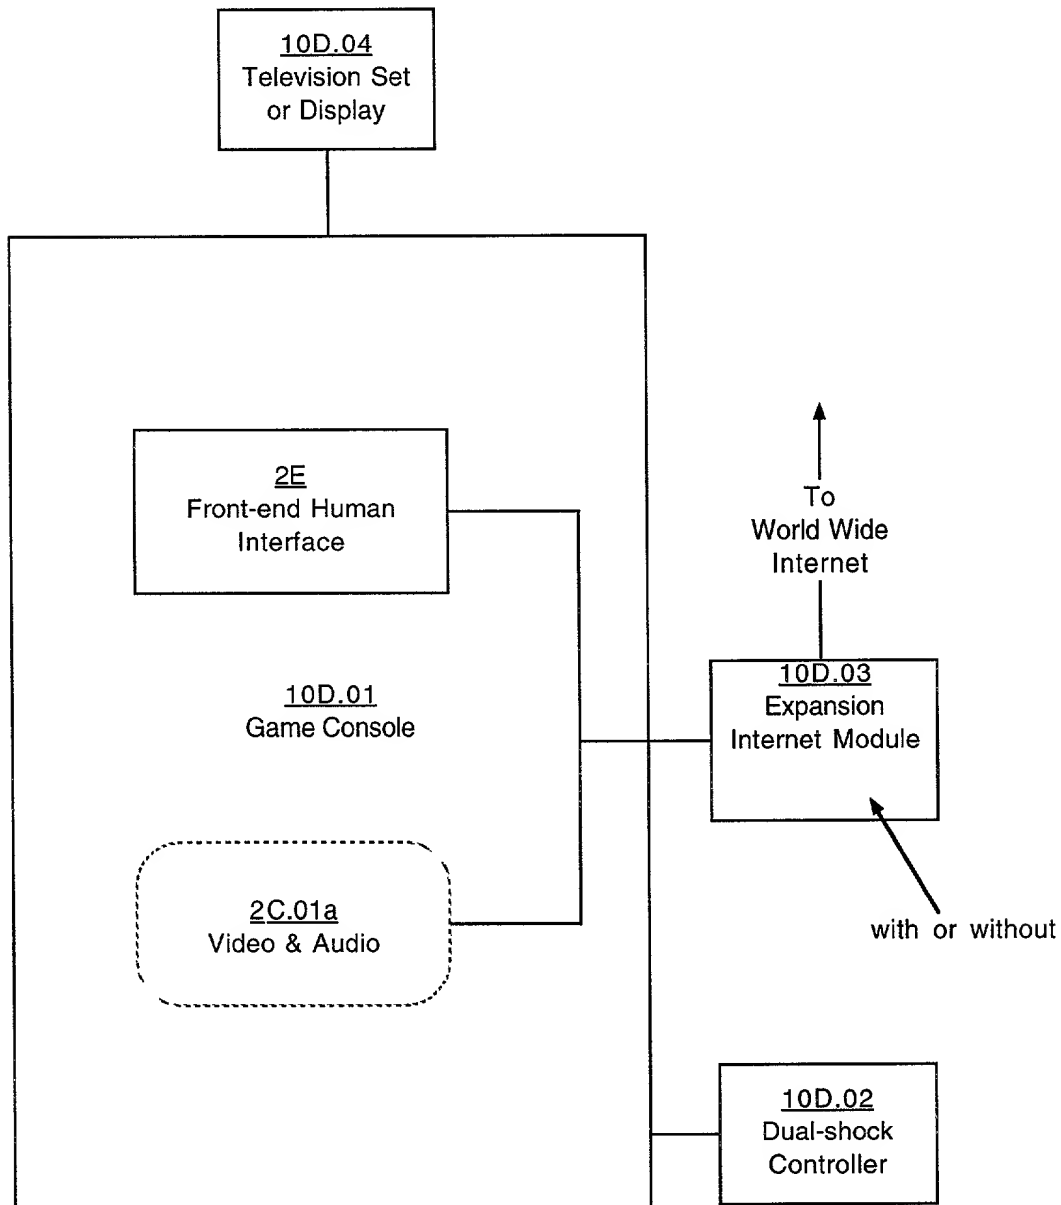 10D.04
Television Set
or Display
2E
Front-end Human
Interface
To
World Wide
Internet
10D.01
Game Console
10D.03
Expansion
Internet Module
2C.01a
Video & Audio
with or without
10D.02
Dual-shock
Controller